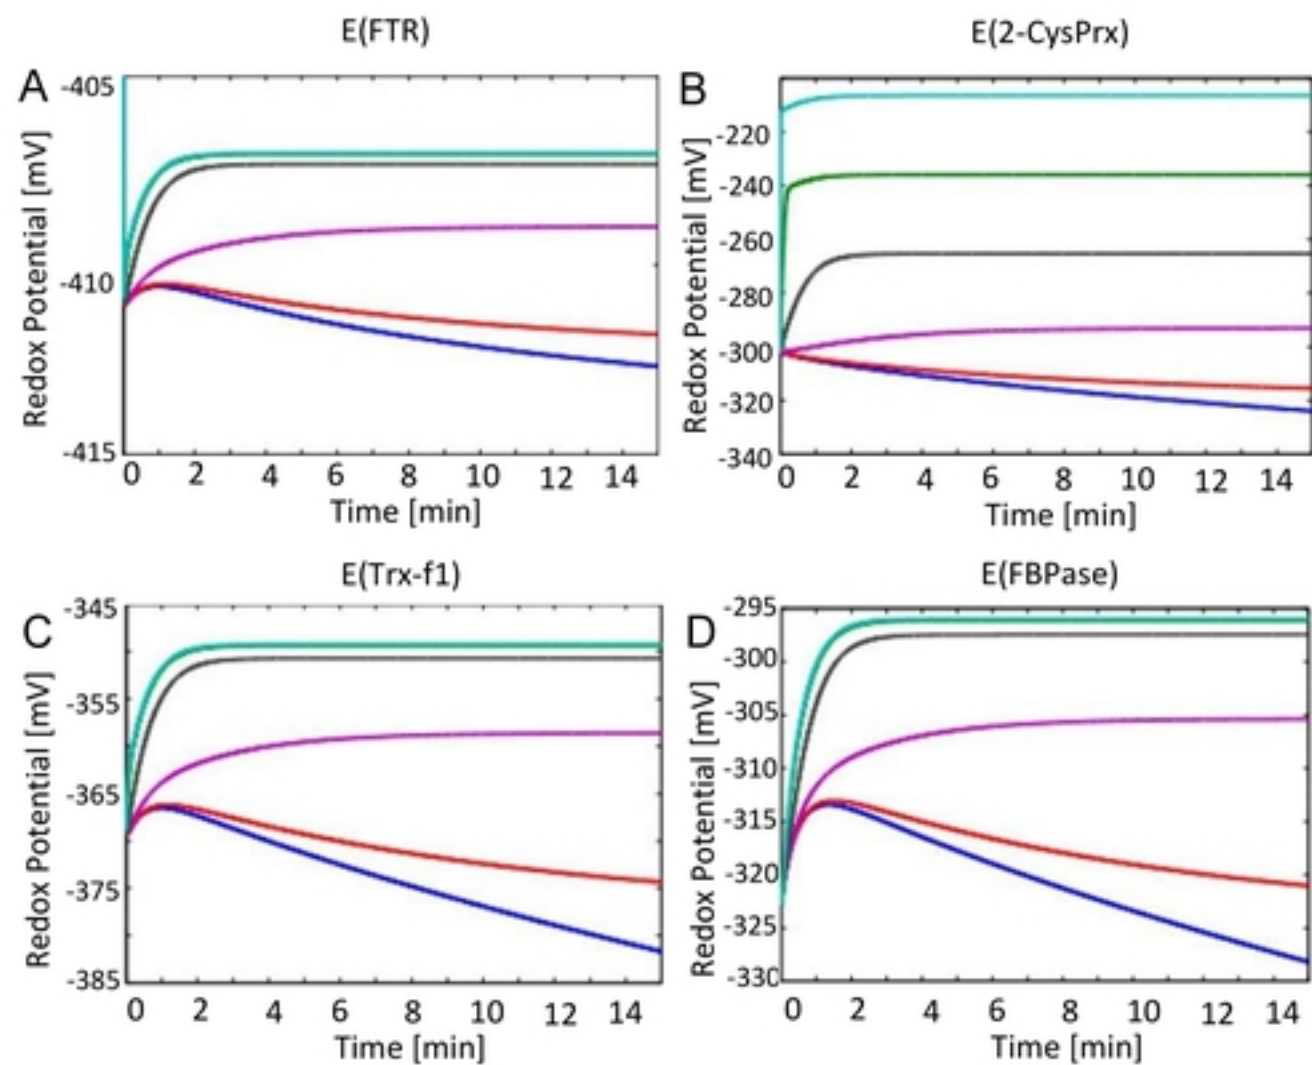 E(FTR)
A
-405
-410
-415
Redox Potential [mV]
0 2 4 6 8 10 12 14
Time [min]
E(2-CysPrx)
B
-220
-240
-260
-280
-300
-320
-340
Redox Potential [mV]
0 2 4 6 8 10 12 14
Time [min]
E(Trx-f1)
C
-345
-355
-365
-375
-385
Redox Potential [mV]
0 2 4 6 8 10 12 14
Time [min]
E(FBPase)
D
-295
-300
-305
-310
-315
-320
-325
-330
Redox Potential [mV]
0 2 4 6 8 10 12 14
Time [min]